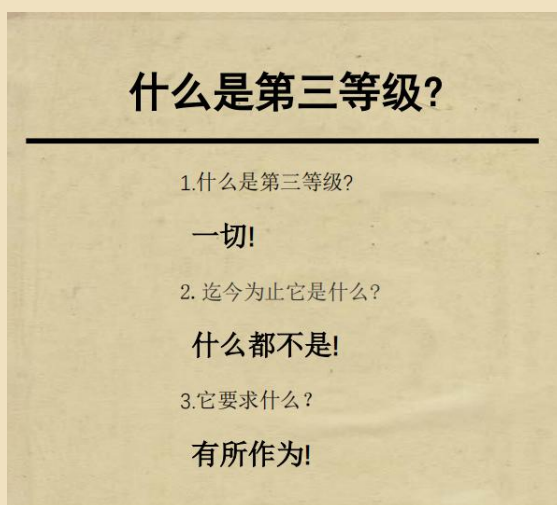 什么是第三等级?
1.什么是第三等级?
一切!
2. 迄今为止它是什么?
什么都不是!
3.它要求什么？
有所作为!